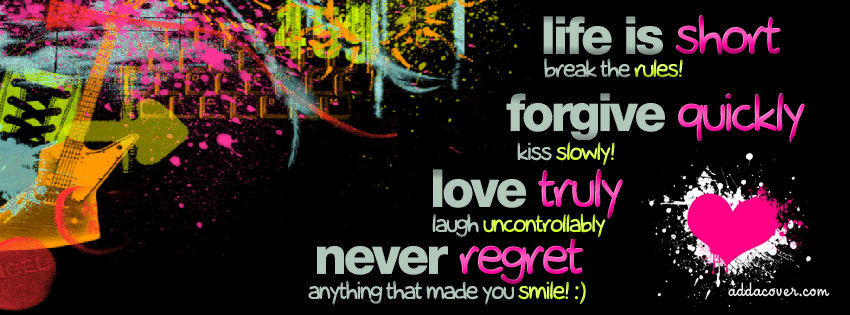 life is short
break the rules!
forgive quickly
kiss slowly!
love truly
laugh uncontrollably
never regret
anything that made you smile! :)
addacover.com